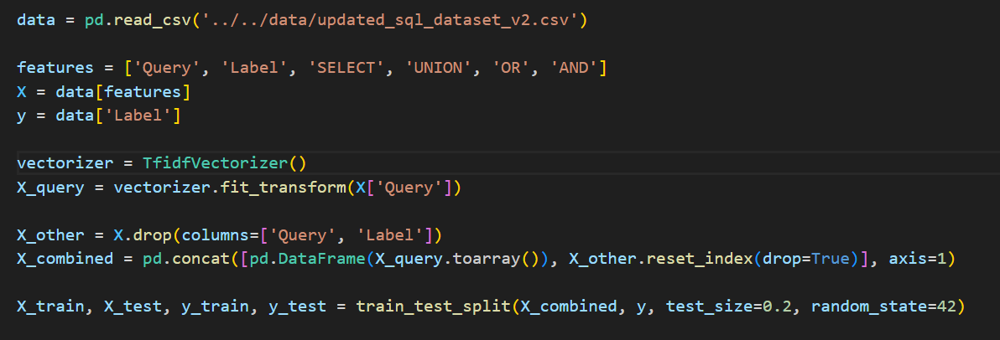 data = pd.read_csv('../../data/updated_sql_dataset_v2.csv')
features = ['Query', 'Label', 'SELECT', 'UNION', 'OR', 'AND']
X = data[features]
y = data['Label']
vectorizer = TfidfVectorizer()
X_query = vectorizer.fit_transform(X['Query'])
X_other = X.drop(columns=['Query', 'Label'])
X_combined = pd.concat([pd.DataFrame(X_query.toarray()), X_other.reset_index(drop=True)], axis=1)
X_train, X_test, y_train, y_test = train_test_split(X_combined, y, test_size=0.2, random_state=42)